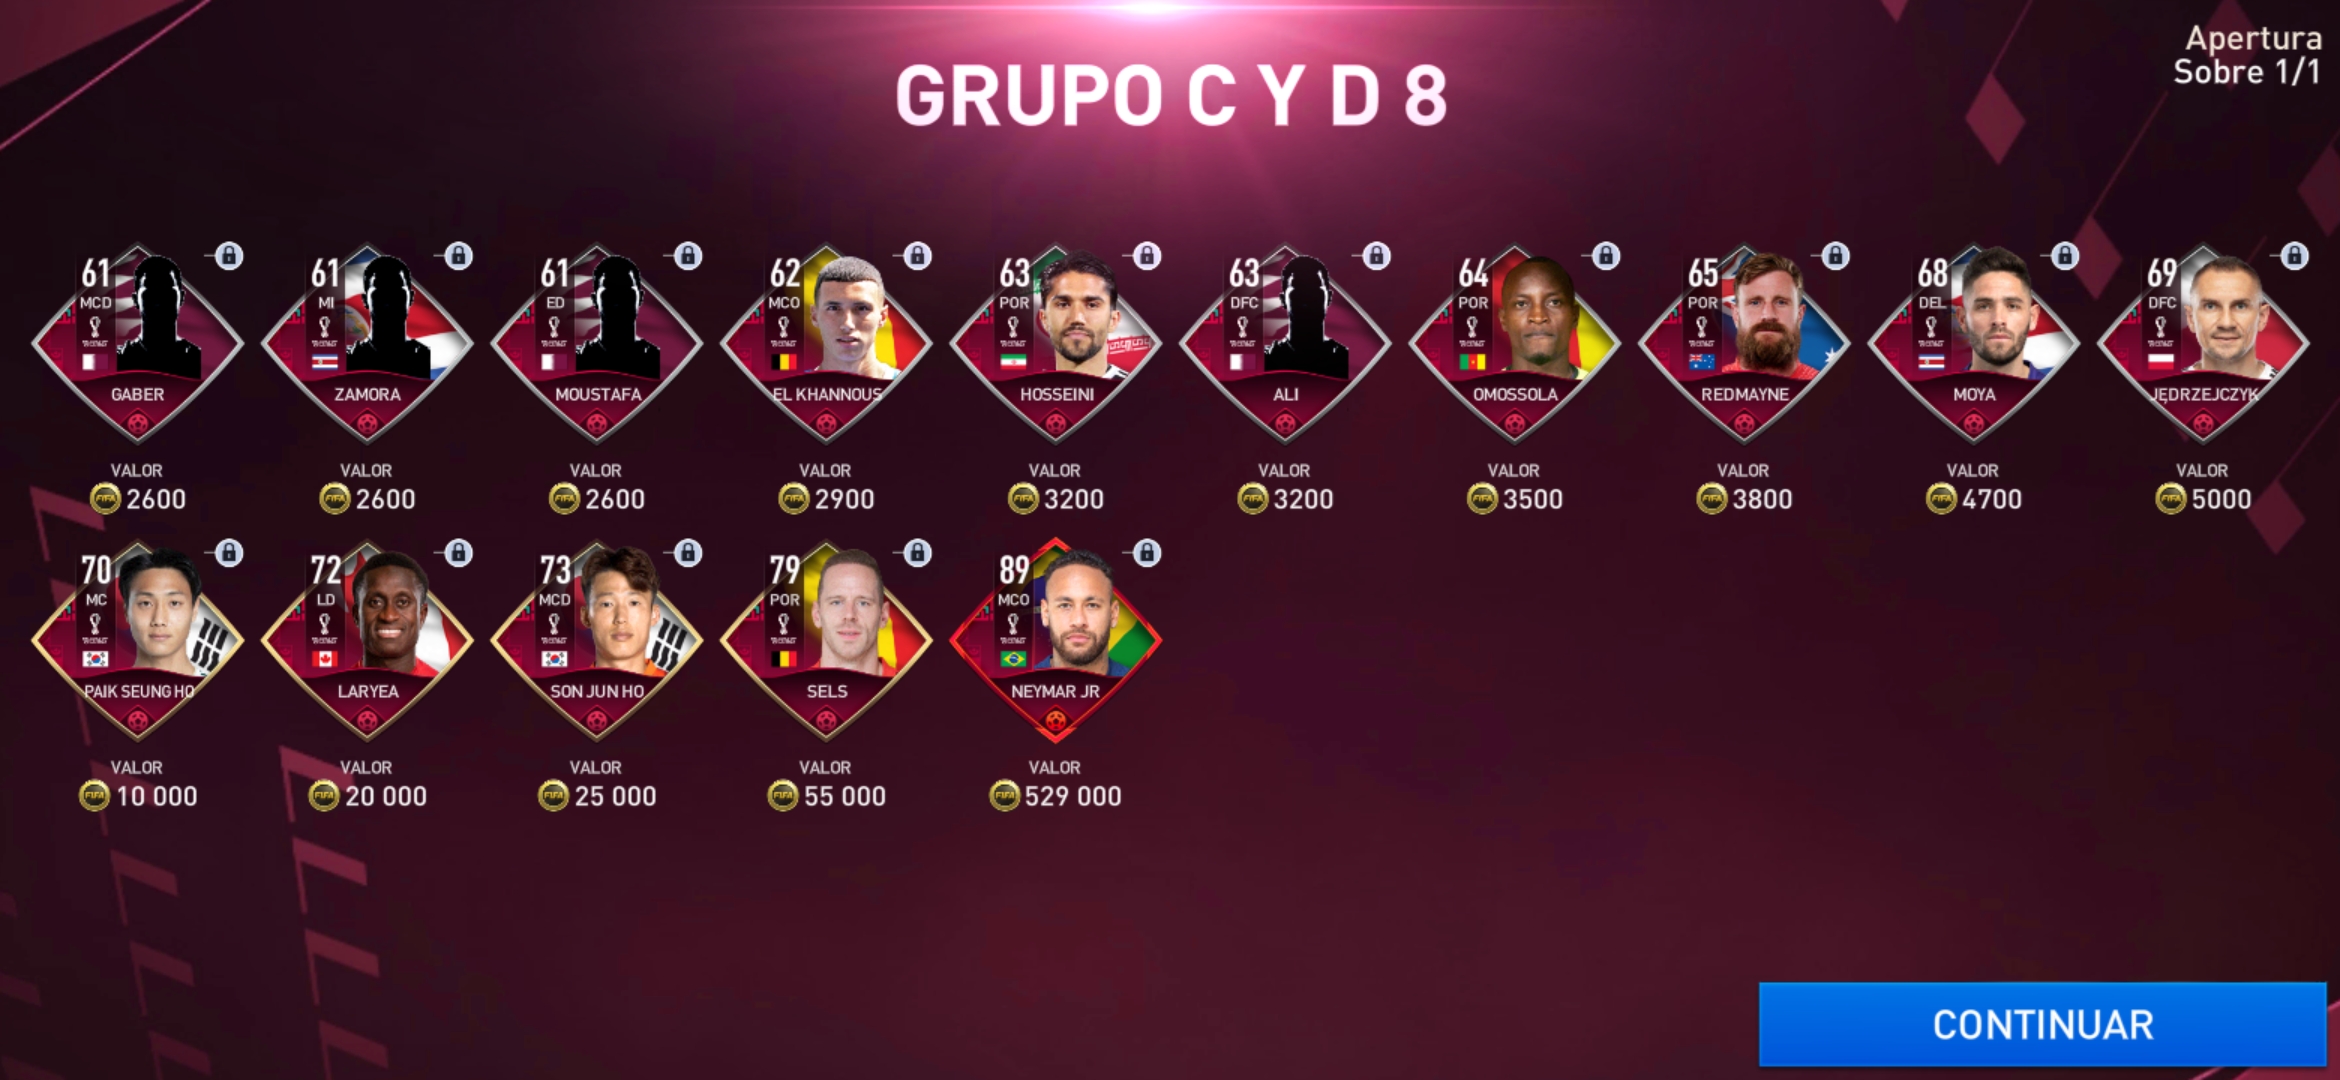 Apertura
Sobre 1/1
GRUPO C Y D 8
61 61 61 62 63 63 64 65 68 69
MCD MI ED MCO POR DFC POR POR DEL DFC
GABER ZAMORA MOUSTAFA EL KHANNOUS HOSSEINI ALI OMOSSOLA REDMAYNE MOYA JĘDRZEJCZYK
VALOR VALOR VALOR VALOR VALOR VALOR VALOR VALOR VALOR VALOR
2600 2600 2600 2900 3200 3200 3500 3800 4700 5000
70 72 73 79 89
MC LD MCD POR MCO
PAIK SEUNG HO LARYEA SON JUN HO SELS NEYMAR JR
VALOR VALOR VALOR VALOR VALOR
10 000 20 000 25 000 55 000 529 000
CONTINUAR